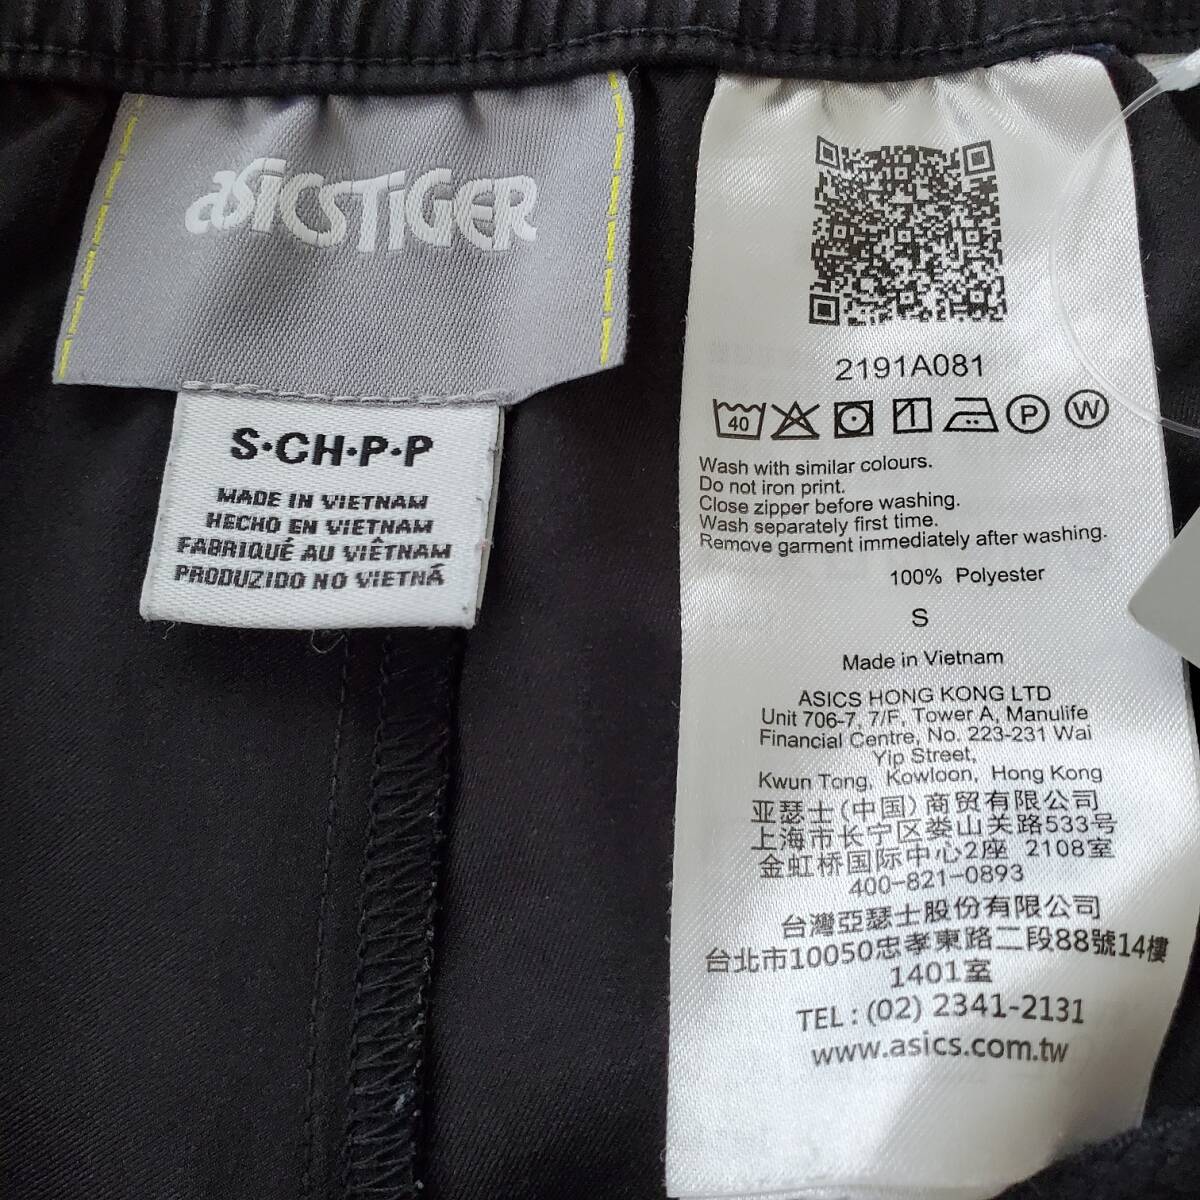 asicsTiGER
S·CH·P·P
MADE IN VIETNAM
HECHO EN VIETNAM
FABRIQUÉ AU VIÊTNAM
PRODUZIDO NO VIETNÁ
2191A081
40 P W
Wash with similar colours.
Do not iron print.
Close zipper before washing.
Wash separately first time.
Remove garment immediately after washing.
100% Polyester
S
Made in Vietnam
ASICS HONG KONG LTD
Unit 706-7, 7/F, Tower A, Manulife
Financial Centre, No. 223-231 Wai
Yip Street,
Kwun Tong, Kowloon, Hong Kong
亚瑟士(中国)商贸有限公司
上海市长宁区娄山关路533号
金虹桥国际中心2座 2108室
400-821-0893
台灣亞瑟士股份有限公司
台北市10050忠孝東路二段88號14樓
1401室
TEL : (02) 2341-2131
www.asics.com.tw